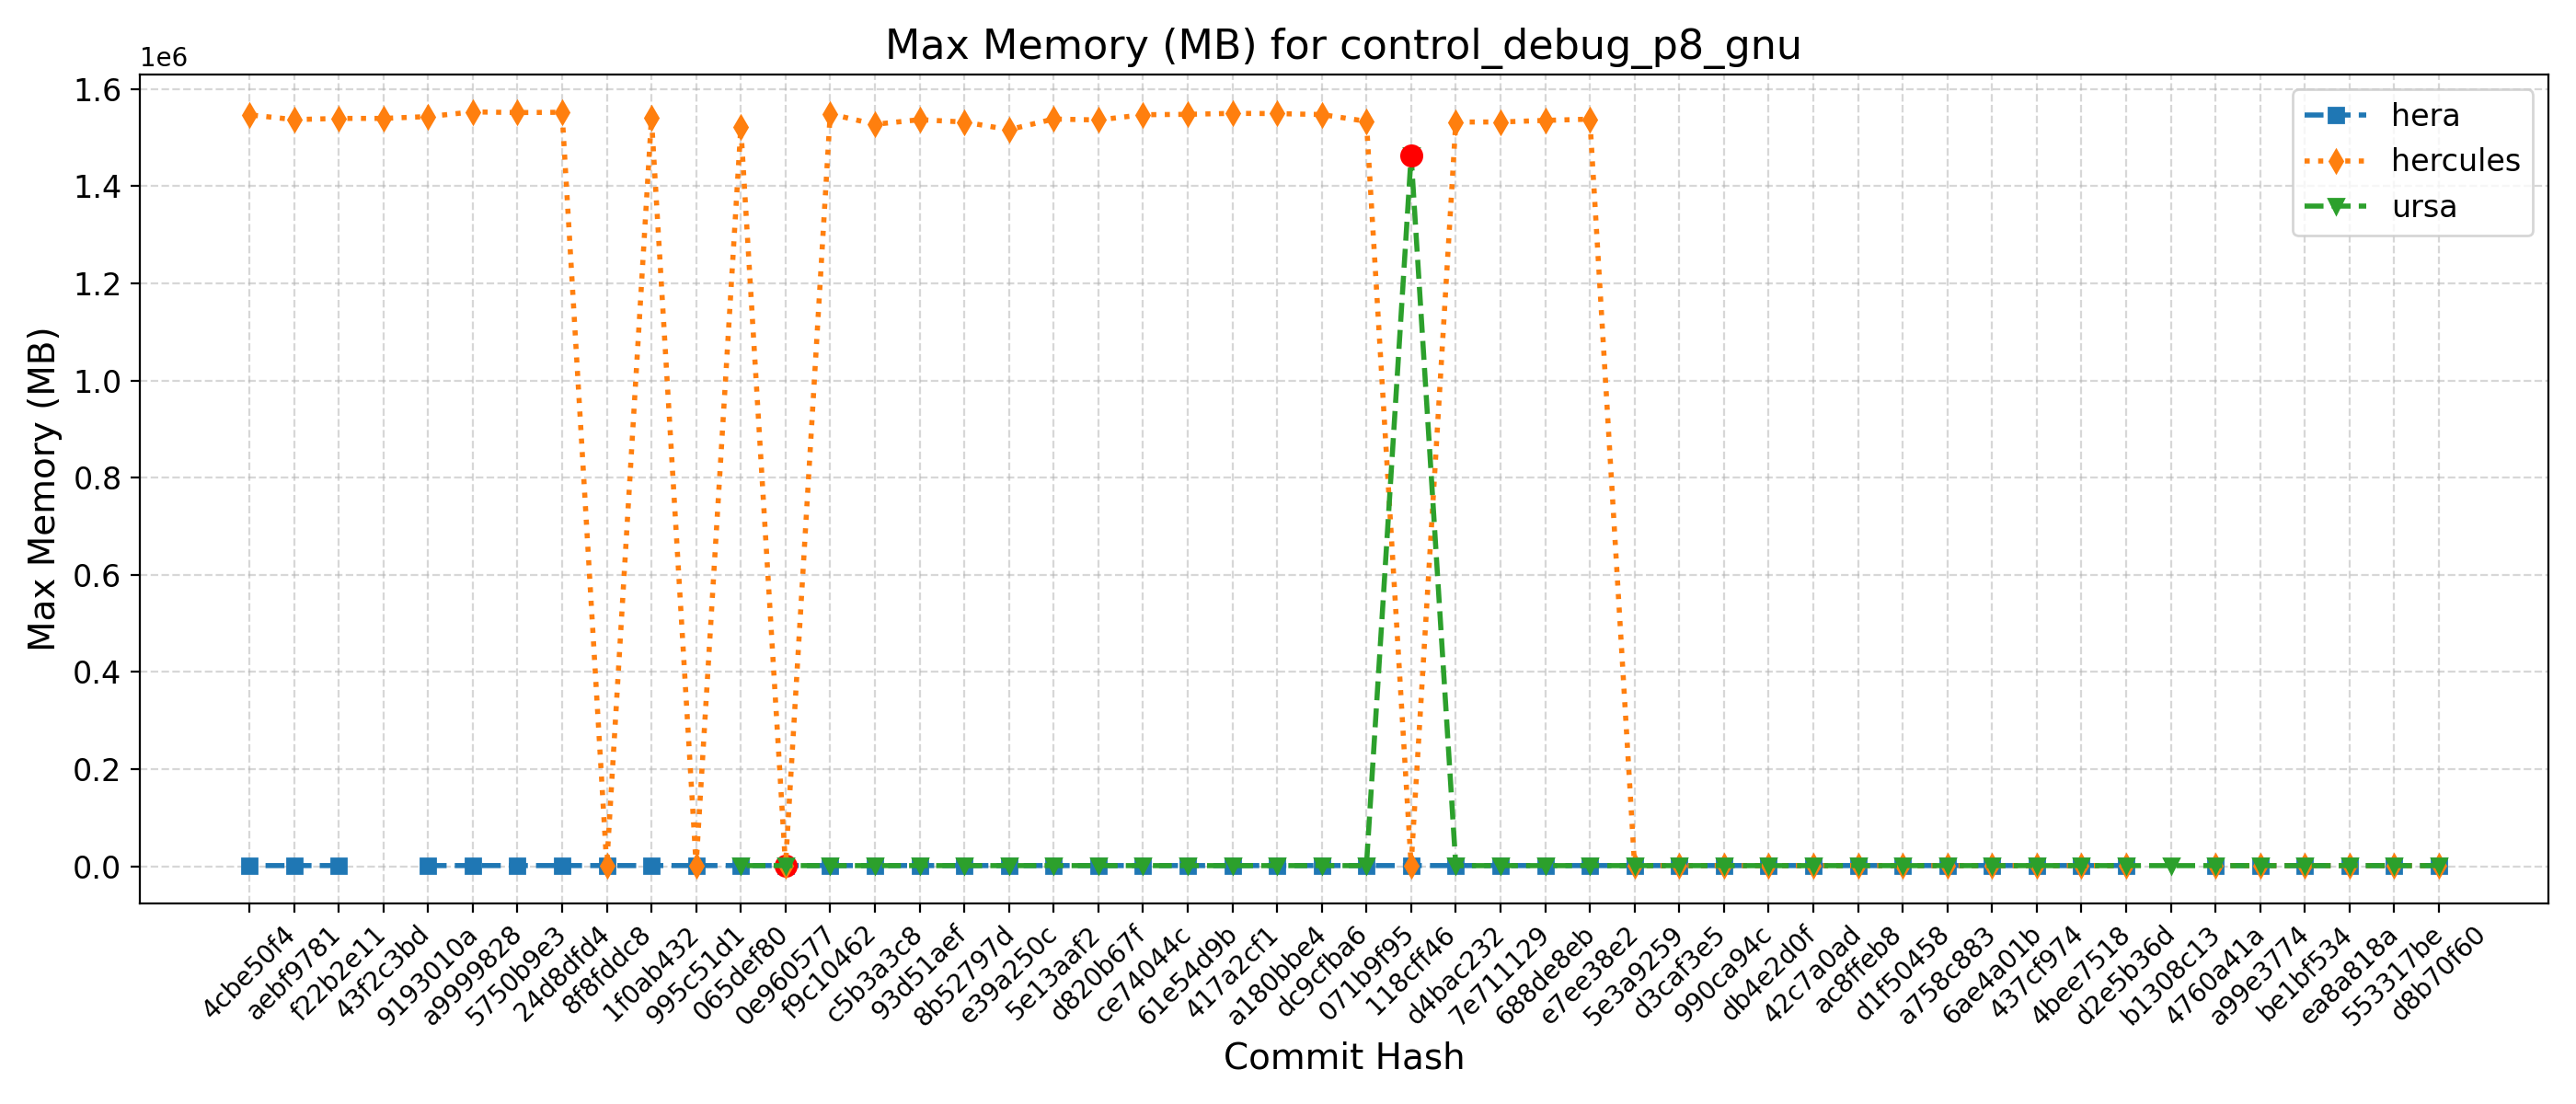 Max Memory (MB) for control_debug_p8_gnu
1e6
1.6
1.4
1.2
1.0
0.8
0.6
0.4
0.2
0.0
Max Memory (MB)
hera
hercules
ursa
4cbe50f4
aebf9781
f22b2e11
43f2c3bd
9193010a
a9999828
5750b9e3
24d8dfd4
8f8fddc8
1f0ab432
995c51d1
065def80
0e960577
f9c10462
c5b3a3c8
93d51aef
8b52797d
e39a250c
5e13aaf2
d820b67f
ce74044c
61e54d9b
417a2cf1
a180bbe4
dc9cfba6
071b9f95
118cff46
d4bac232
7e711129
688de8eb
e7ee38e2
5e3a9259
d3caf3e5
990ca94c
db4e2d0f
42c7a0ad
ac8ffeb8
d1f50458
a758c883
6ae4a01b
437cf974
4bee7518
d2e5b36d
b1308c13
4760a41a
a99e3774
be1bf534
ea8a818a
553317be
d8b70f60
Commit Hash